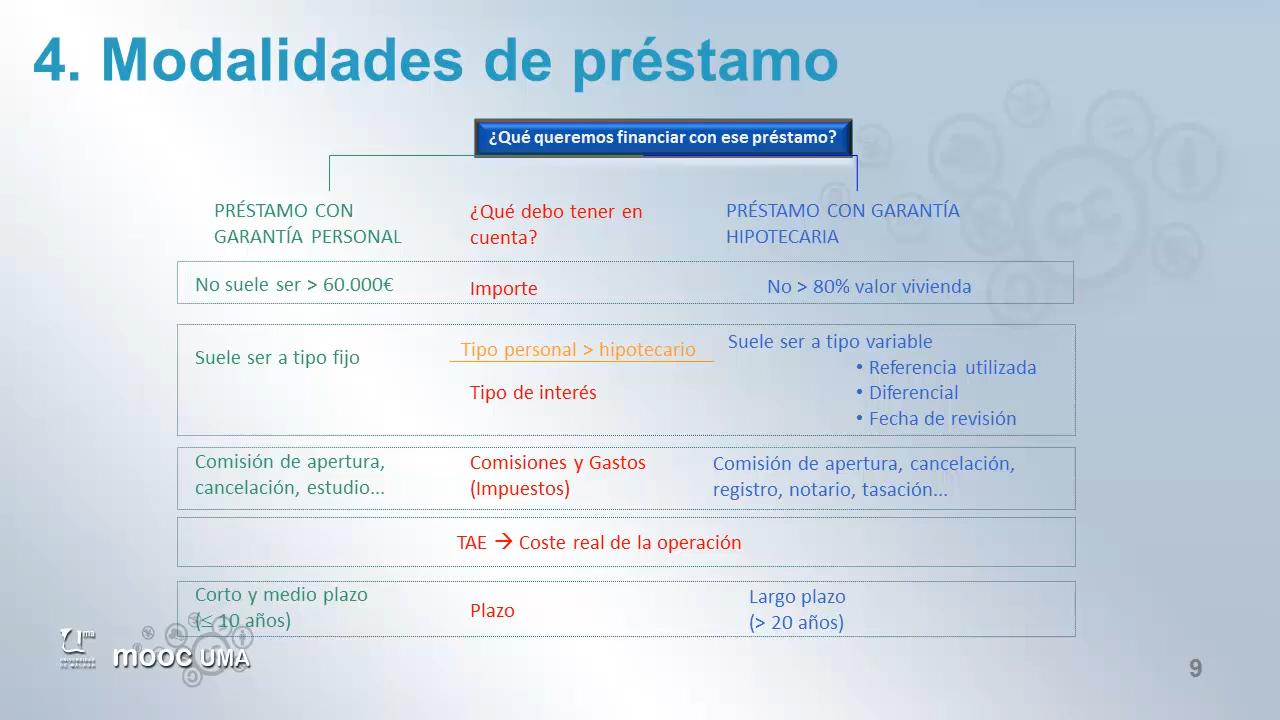 4. Modalidades de préstamo
¿Qué queremos financiar con ese préstamo?
PRÉSTAMO CON
GARANTÍA PERSONAL
¿Qué debo tener en
cuenta?
PRÉSTAMO CON GARANTÍA
HIPOTECARIA
No suele ser > 60.000€
Importe
No > 80% valor vivienda
Suele ser a tipo fijo
Tipo personal > hipotecario
Tipo de interés
Suele ser a tipo variable
• Referencia utilizada
• Diferencial
• Fecha de revisión
Comisión de apertura,
cancelación, estudio...
Comisiones y Gastos
(Impuestos)
Comisión de apertura, cancelación,
registro, notario, tasación...
TAE → Coste real de la operación
Corto y medio plazo
(≤ 10 años)
Plazo
Largo plazo
(> 20 años)
uma
UNIVERSIDAD
DE MÁLAGA
mooc UMA
9